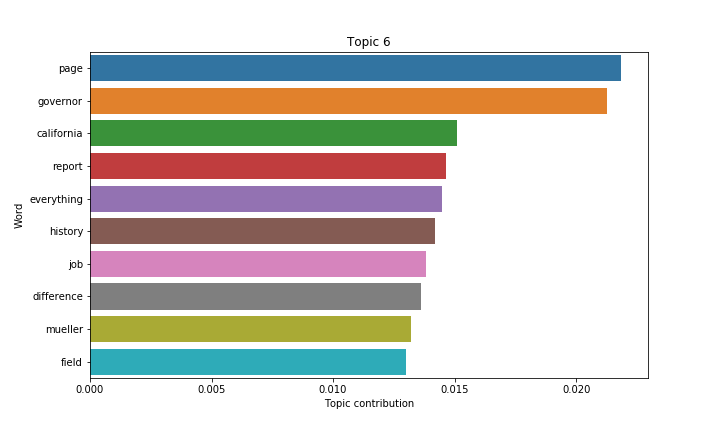 Topic 6
page
governor
california
report
everything
history
job
difference
mueller
field
Word
0.000 0.005 0.010 0.015 0.020
Topic contribution